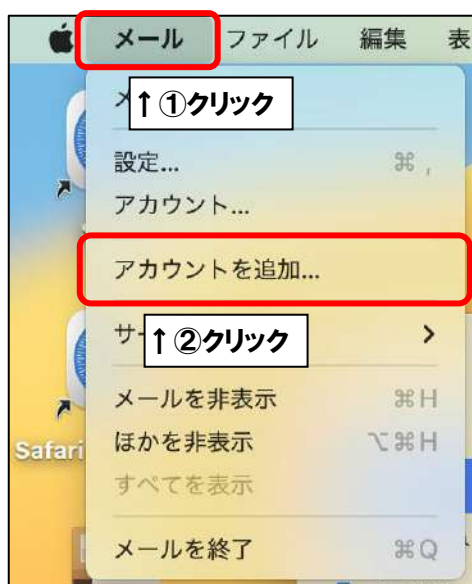 メール ファイル 編集 表
メ
↑①クリック
設定... ⌘ ,
アカウント...
アカウントを追加...
サー
↑②クリック
メールを非表示 ⌘H
ほかを非表示 ⌥⌘H
Safari
すべてを表示
メールを終了 ⌘Q